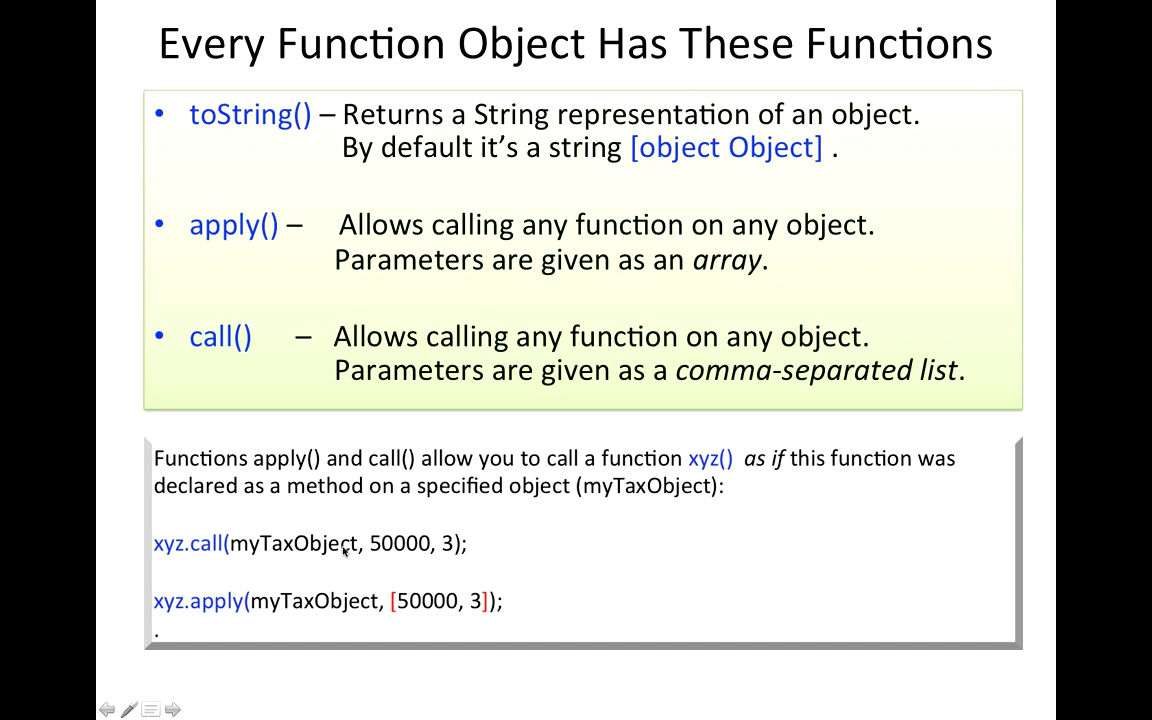 Every Function Object Has These Functions
• toString() – Returns a String representation of an object.
By default it’s a string [object Object] .
• apply() – Allows calling any function on any object.
Parameters are given as an array.
• call() – Allows calling any function on any object.
Parameters are given as a comma-separated list.
Functions apply() and call() allow you to call a function xyz() as if this function was
declared as a method on a specified object (myTaxObject):
xyz.call(myTaxObject, 50000, 3);
xyz.apply(myTaxObject, [50000, 3]);
.